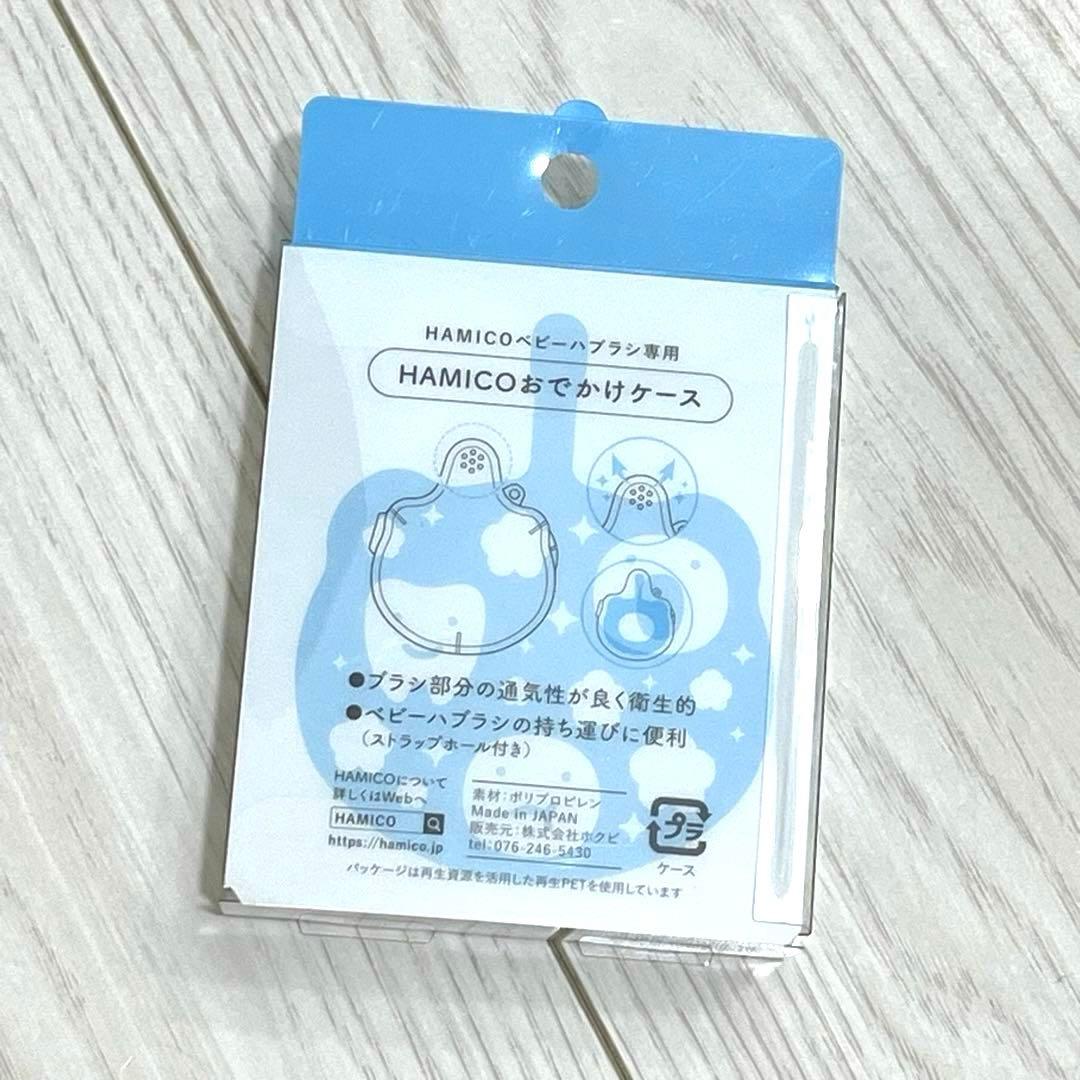 HAMICOベビーハブラシ専用
HAMICOおでかけケース
●ブラシ部分の通気性が良く衛生的
●ベビーハブラシの持ち運びに便利
（ストラップホール付き）
HAMICOについて
詳しくはWebへ
HAMICO
https://hamico.jp
素材：ポリプロピレン
Made in JAPAN
販売元：株式会社ホクビ
tel：076-246-5430
プラ
ケース
パッケージは再生資源を活用した再生PETを使用しています